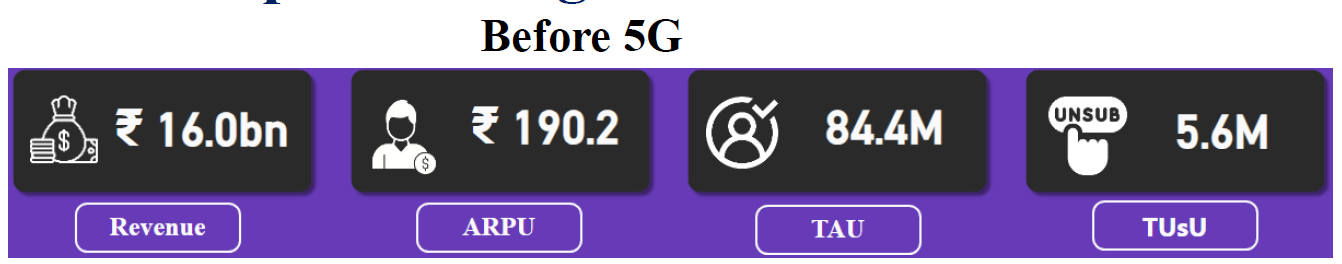 Before 5G
₹ 16.0bn
₹ 190.2
84.4M
UNSUB
5.6M
Revenue
ARPU
TAU
TUsU